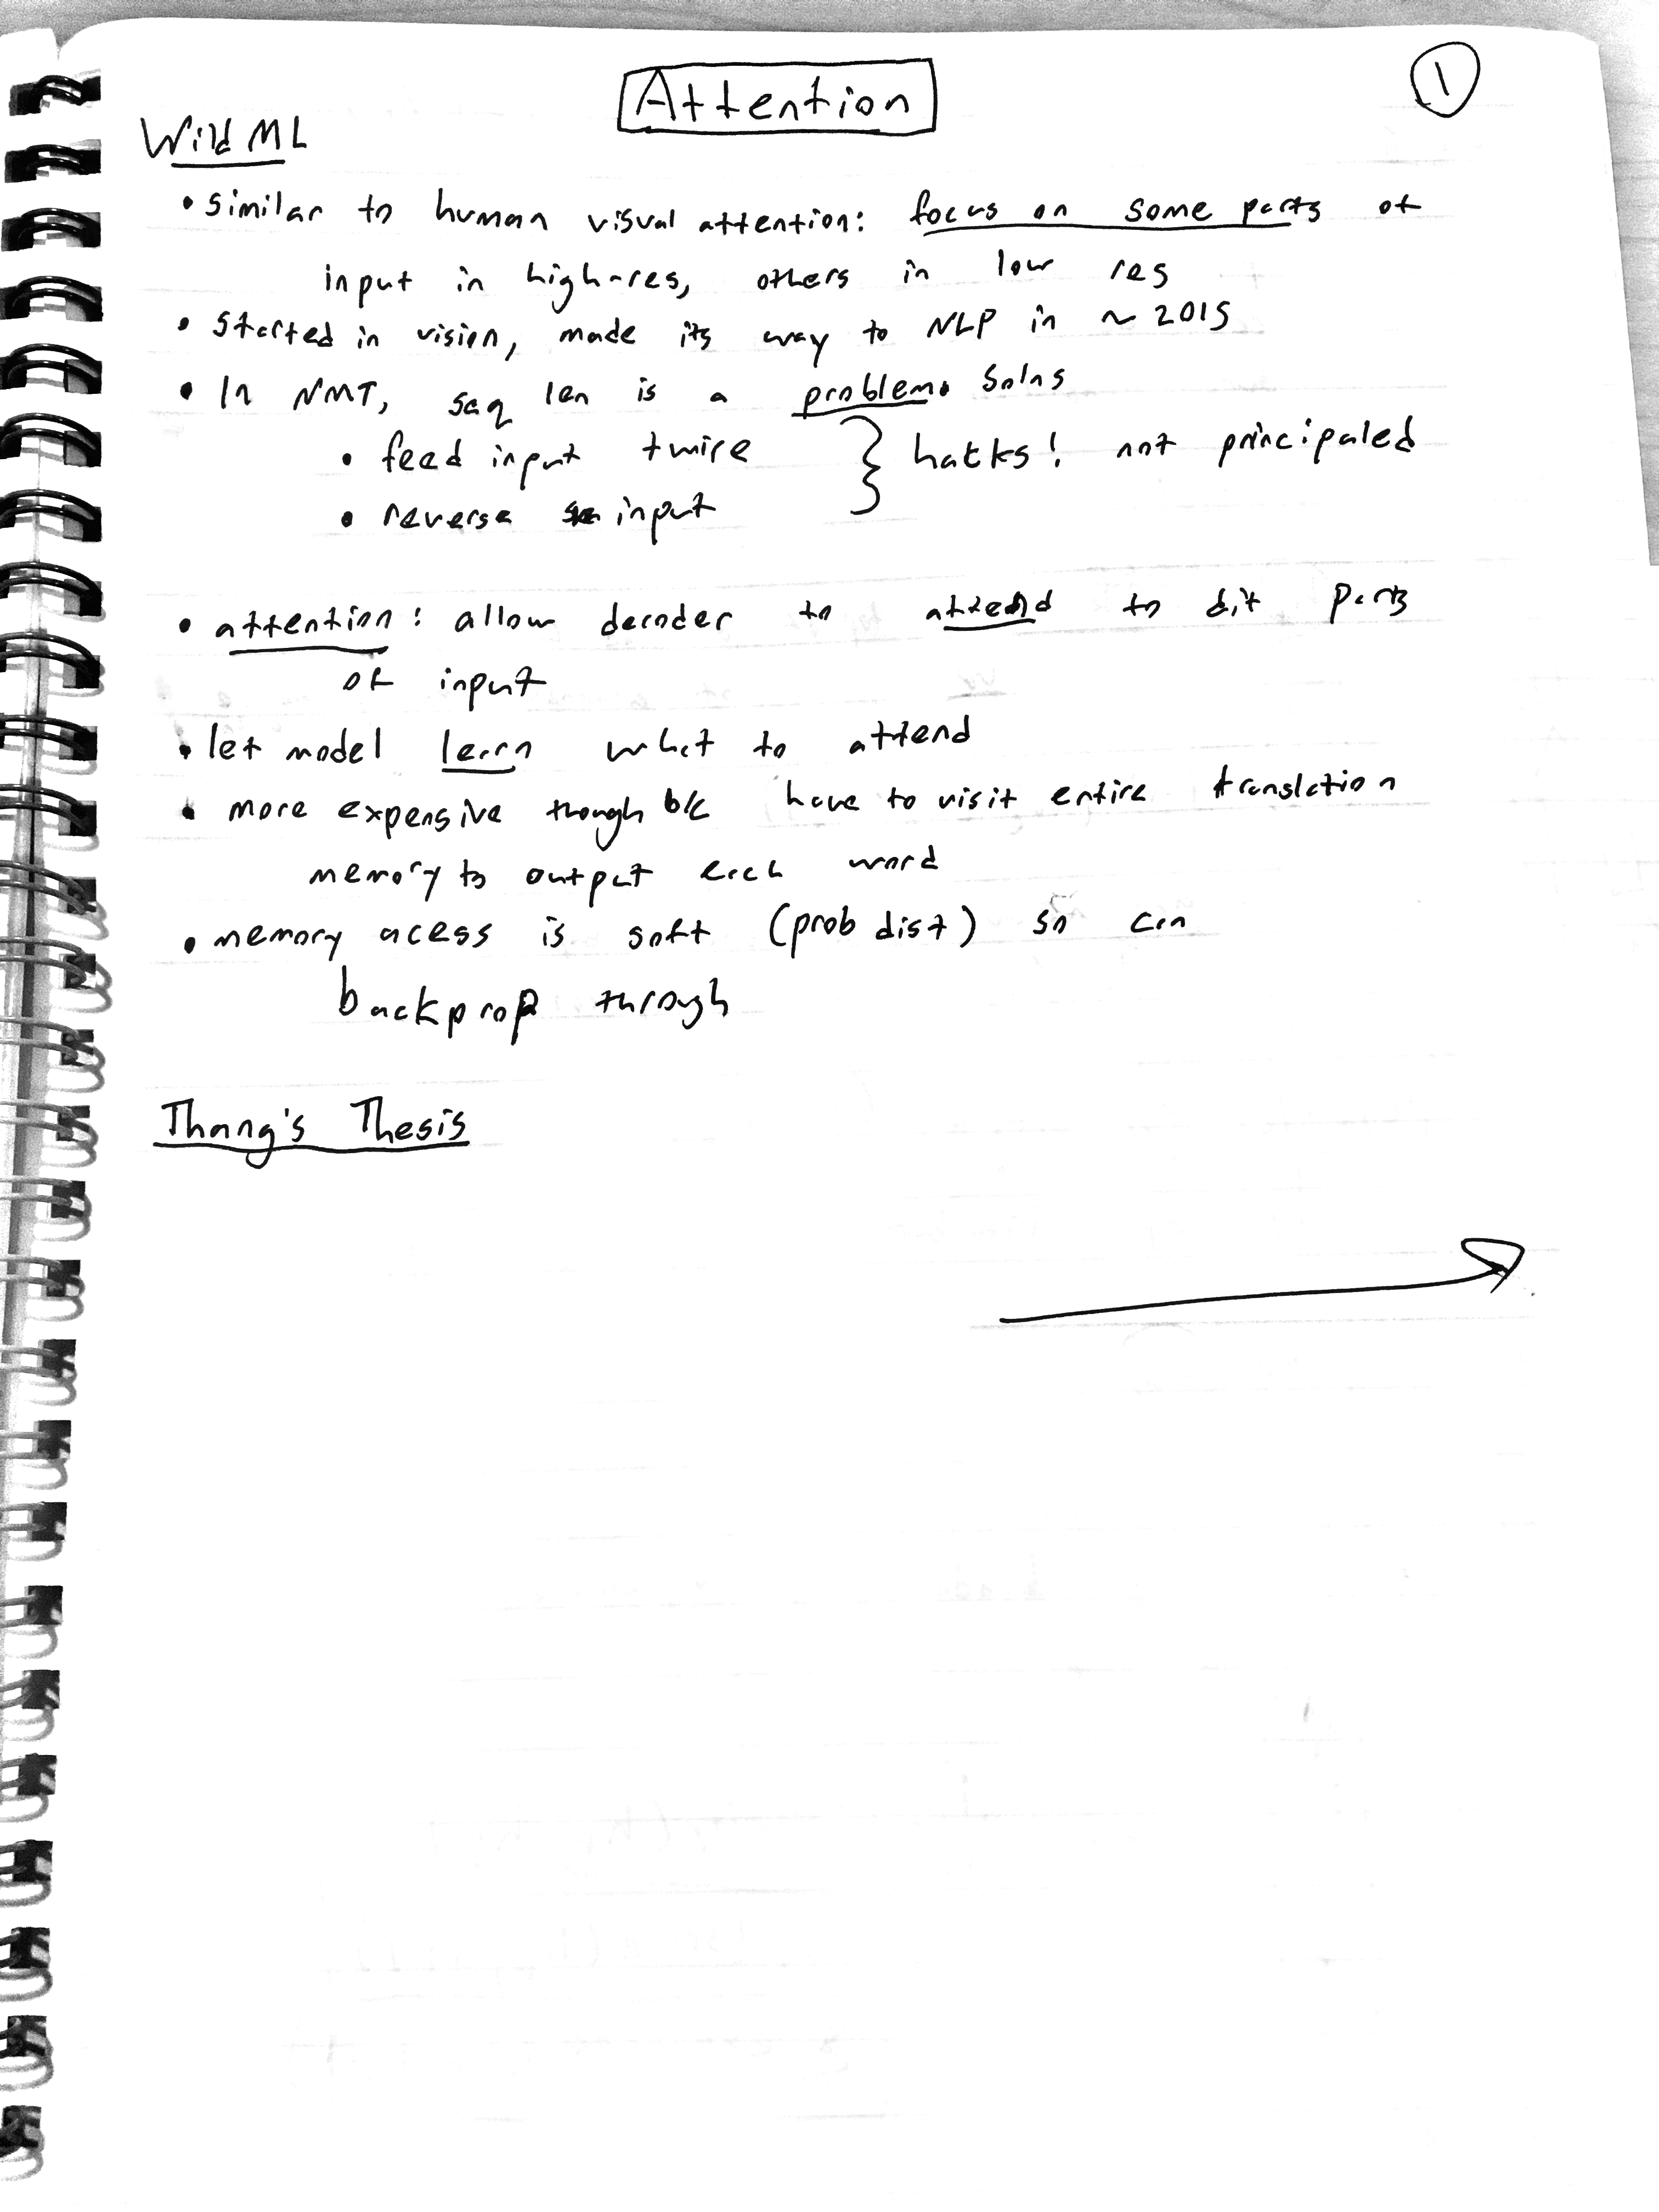 Attention
1
WildML
• similar to human visual attention: focus on some parts of
input in high-res, others in low res
• started in vision, made its way to NLP in ~ 2015
• In NMT, seq len is a problem. Solns
• feed input twice } hacks! not principaled
• reverse input
• attention: allow decoder to attend to dif parts
of input
• let model learn what to attend
• more expensive though b/c have to visit entire translation
memory to output each word
• memory acess is soft (prob dist) so can
backprop through
Thang's Thesis